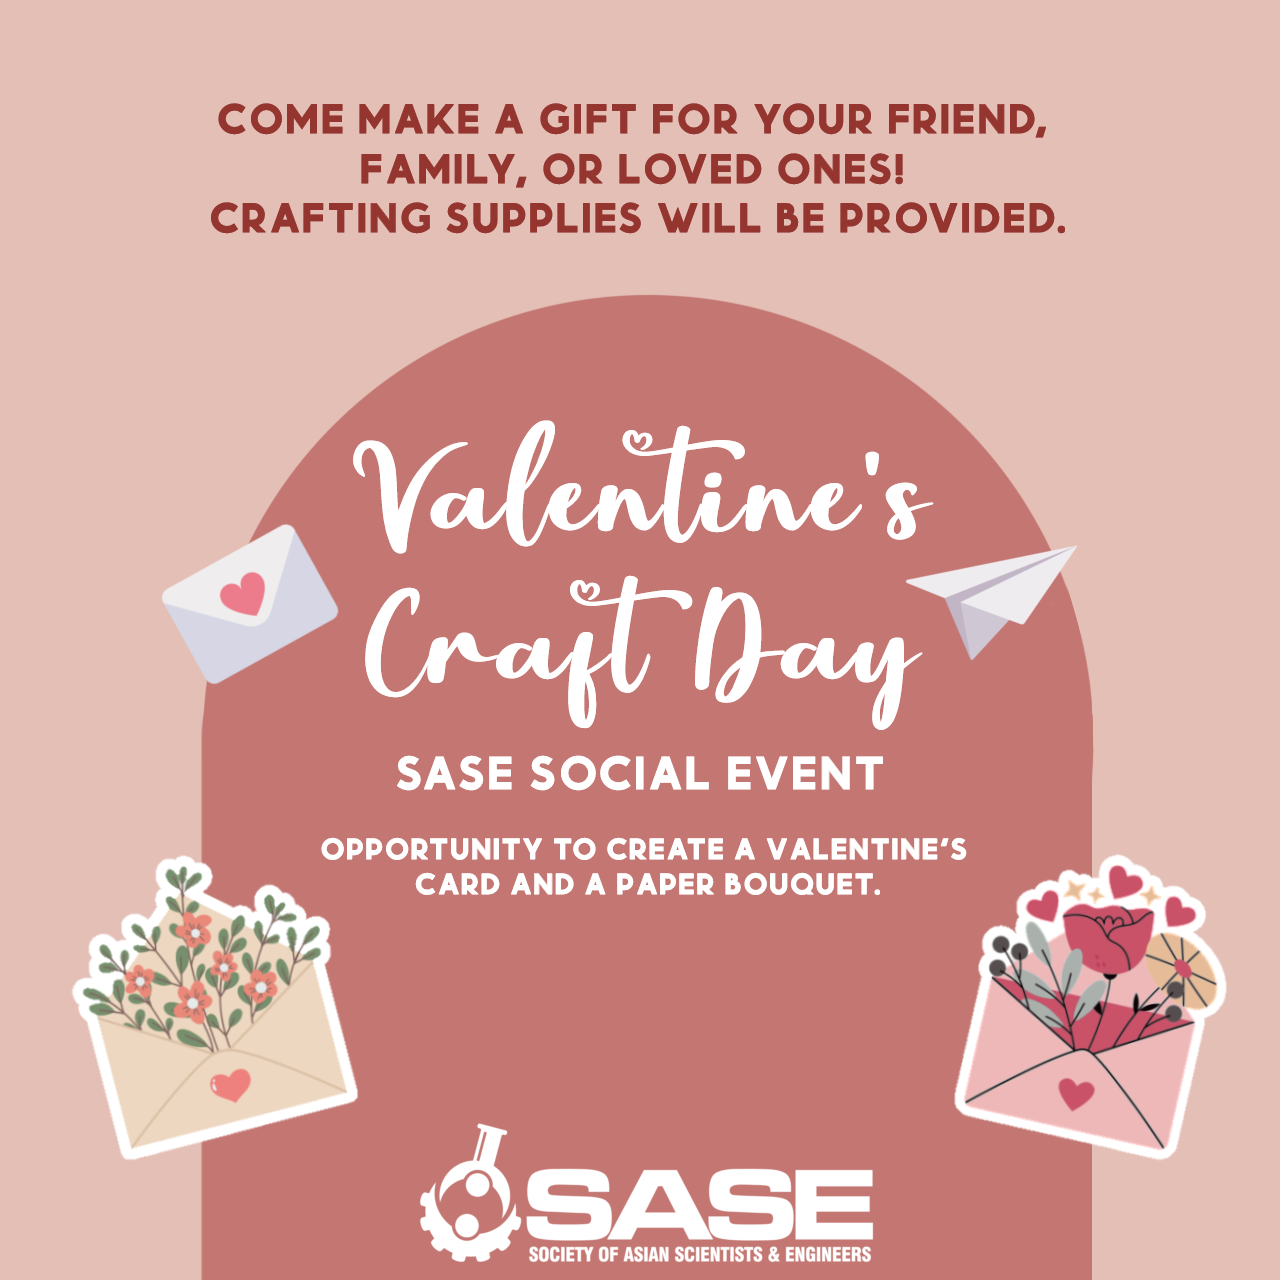 COME MAKE A GIFT FOR YOUR FRIEND,
FAMILY, OR LOVED ONES!
CRAFTING SUPPLIES WILL BE PROVIDED.
Valentine's
Craft Day
SASE SOCIAL EVENT
OPPORTUNITY TO CREATE A VALENTINE'S
CARD AND A PAPER BOUQUET.
SASE
SOCIETY OF ASIAN SCIENTISTS & ENGINEERS